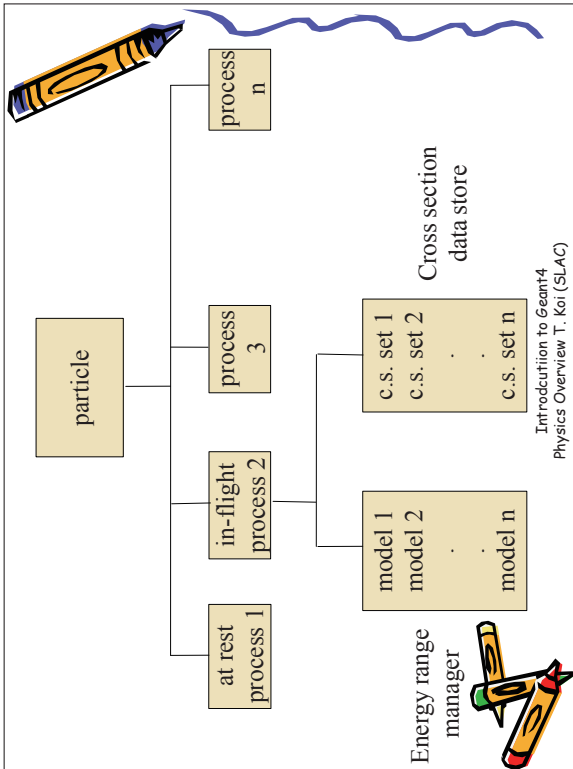 particle
at rest
process 1
in-flight
process 2
process
3
process
n
Energy range
manager
model 1
model 2
.
.
model n
c.s. set 1
c.s. set 2
.
.
c.s. set n
Cross section
data store
Introdcutiion to Geant4
Physics Overview T. Koi (SLAC)